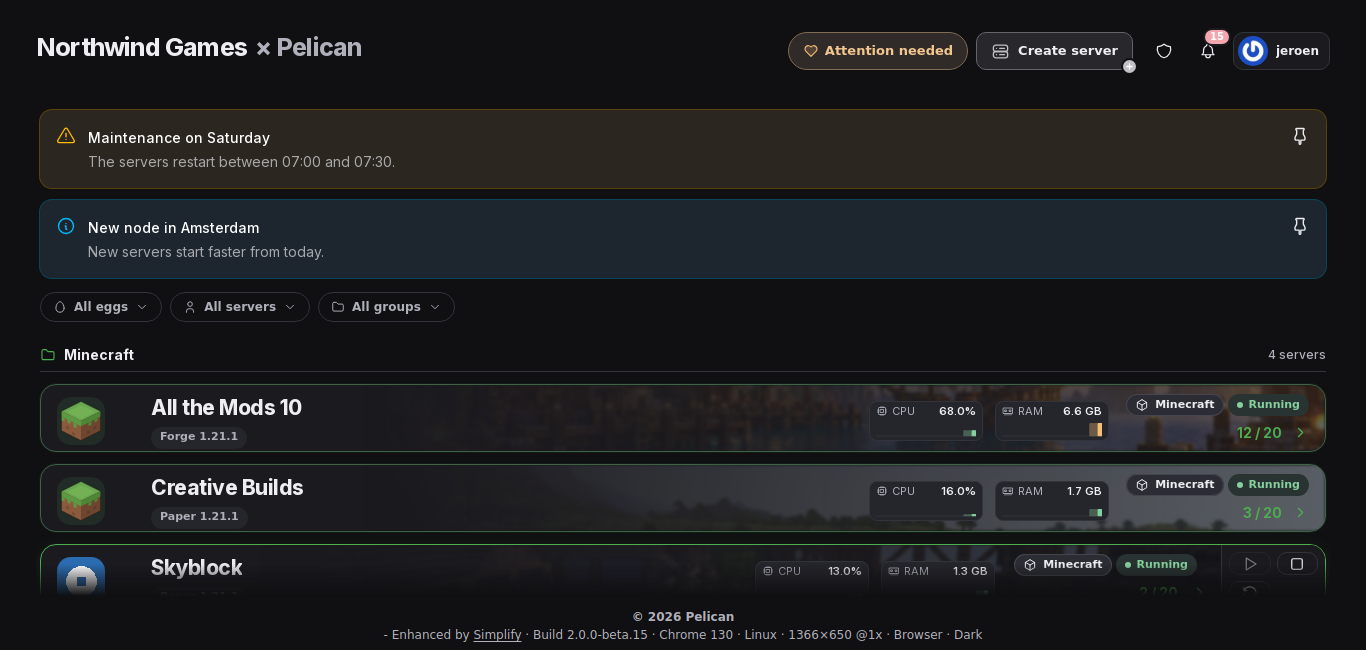 Northwind Games × Pelican
Attention needed
Create server
15
jeroen
Maintenance on Saturday
The servers restart between 07:00 and 07:30.
New node in Amsterdam
New servers start faster from today.
All eggs
All servers
All groups
Minecraft
4 servers
All the Mods 10
Forge 1.21.1
CPU 68.0%
RAM 6.6 GB
Minecraft
Running
12 / 20
Creative Builds
Paper 1.21.1
CPU 16.0%
RAM 1.7 GB
Minecraft
Running
3 / 20
Skyblock
CPU 13.0%
RAM 1.3 GB
Minecraft
Running
© 2026 Pelican
- Enhanced by Simplify · Build 2.0.0-beta.15 · Chrome 130 · Linux · 1366×650 @1x · Browser · Dark